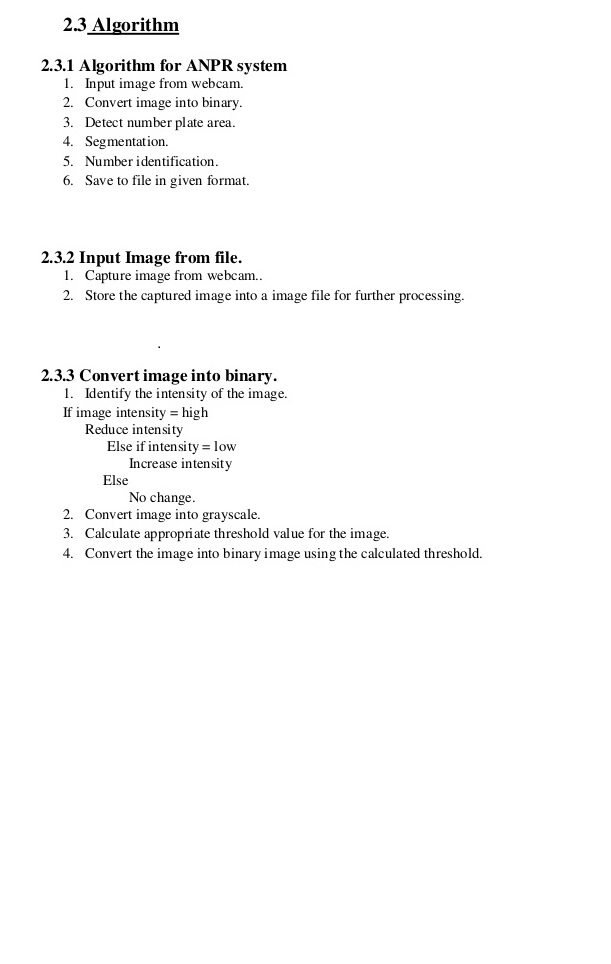 2.3 Algorithm
2.3.1 Algorithm for ANPR system
1. Input image from webcam.
2. Convert image into binary.
3. Detect number plate area.
4. Segmentation.
5. Number identification.
6. Save to file in given format.
2.3.2 Input Image from file.
1. Capture image from webcam..
2. Store the captured image into a image file for further processing.
.
2.3.3 Convert image into binary.
1. Identify the intensity of the image.
If image intensity = high
Reduce intensity
Else if intensity = low
Increase intensity
Else
No change.
2. Convert image into grayscale.
3. Calculate appropriate threshold value for the image.
4. Convert the image into binary image using the calculated threshold.